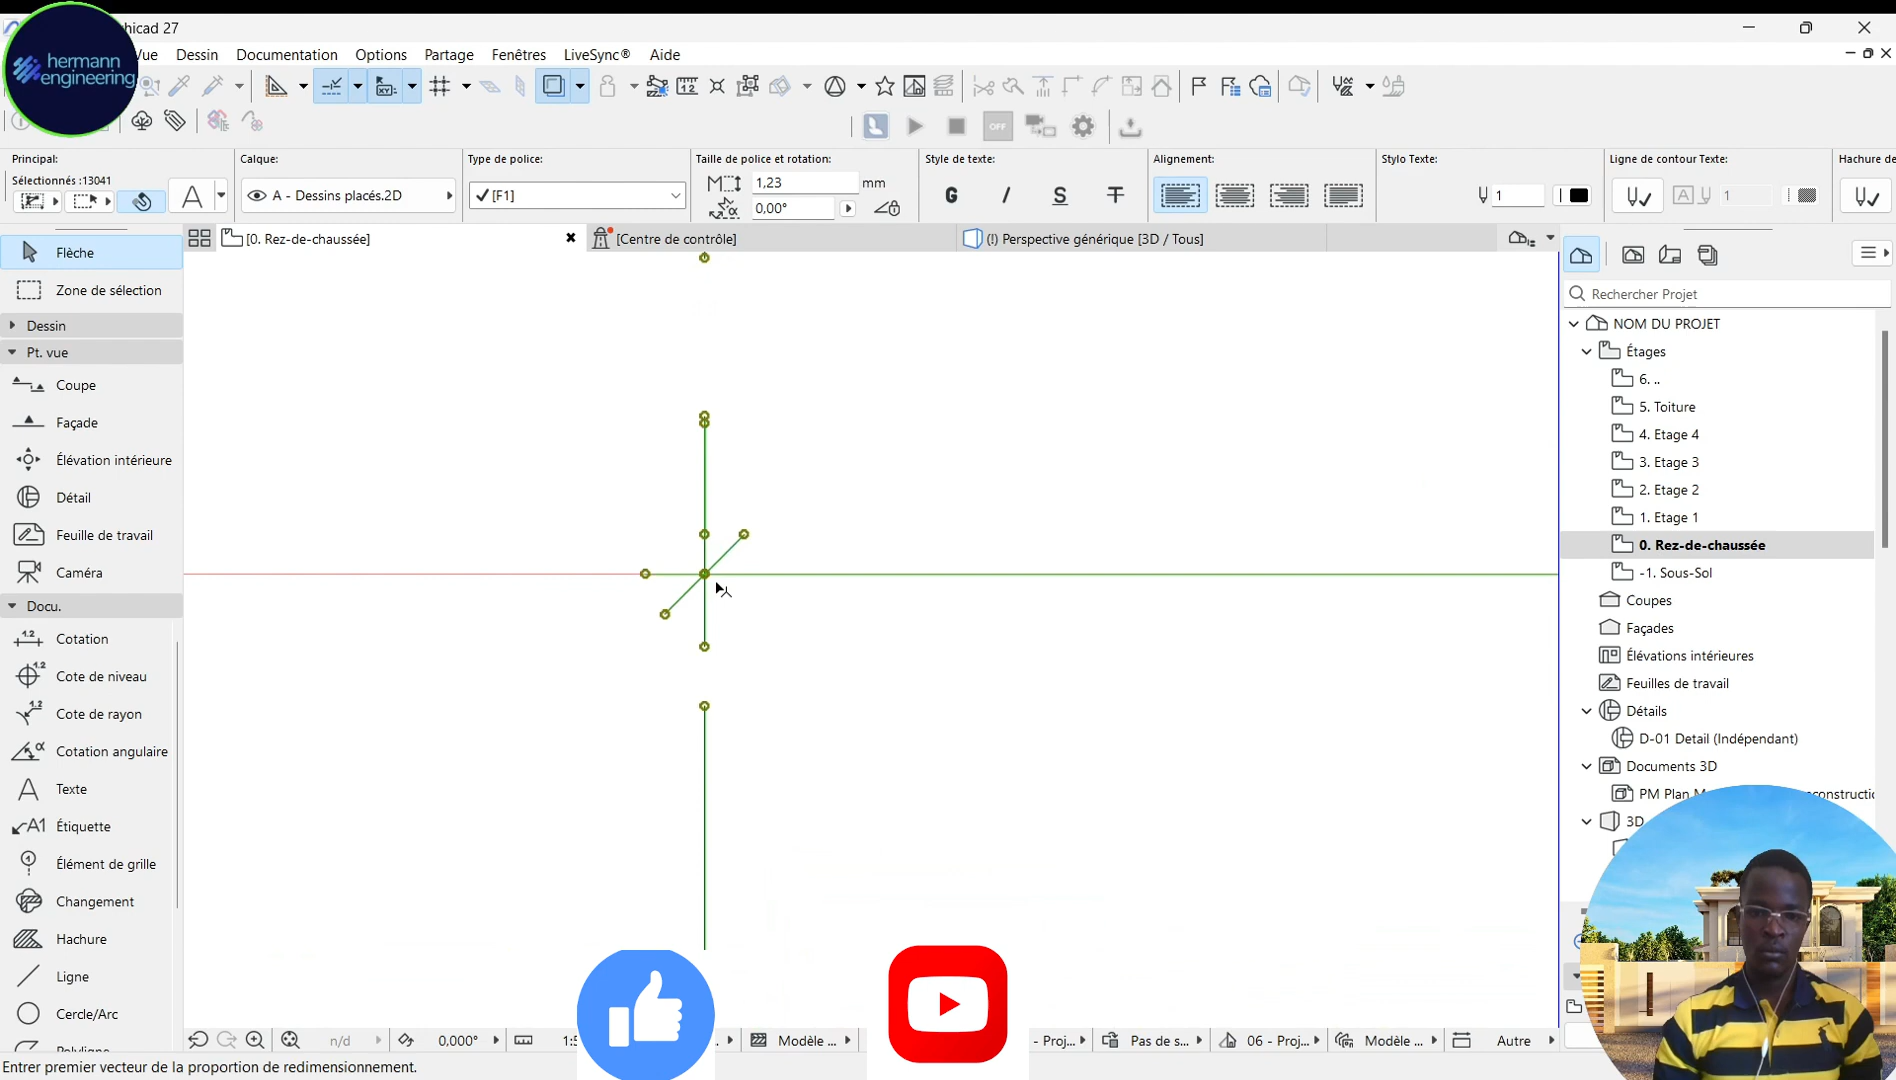 hicad 27
hermann
engineering
Vue
Dessin
Documentation
Options
Partage
Fenêtres
LiveSync®
Aide
Principal:
Sélectionnés :13041
Calque:
A - Dessins placés.2D
Type de police:
[F1]
Taille de police et rotation:
1,23
mm
0,00°
Style de texte:
G
I
S
T
Alignement:
Stylo Texte:
1
Ligne de contour Texte:
1
Hachure de
[0. Rez-de-chaussée]
[Centre de contrôle]
(!) Perspective générique [3D / Tous]
Flèche
Zone de sélection
Dessin
Pt. vue
Coupe
Façade
Élévation intérieure
Détail
Feuille de travail
Caméra
Docu.
Cotation
Cote de niveau
Cote de rayon
Cotation angulaire
Texte
Étiquette
Élément de grille
Changement
Hachure
Ligne
Cercle/Arc
Polyligne
Rechercher Projet
NOM DU PROJET
Étages
6. ..
5. Toiture
4. Etage 4
3. Etage 3
2. Etage 2
1. Etage 1
0. Rez-de-chaussée
-1. Sous-Sol
Coupes
Façades
Élévations intérieures
Feuilles de travail
Détails
D-01 Detail (Indépendant)
Documents 3D
PM Plan
3D
n/d
0,000°
Modèle ...
- Proj...
Pas de s...
06 - Proj...
Modèle ...
Autre
Entrer premier vecteur de la proportion de redimensionnement.